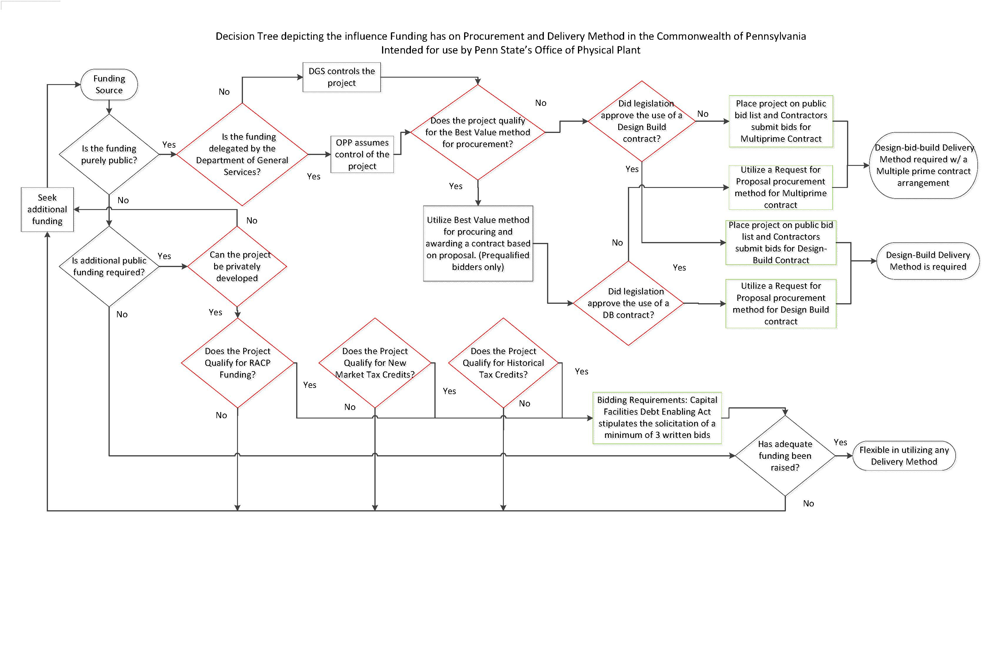 Decision Tree depicting the influence Funding has on Procurement and Delivery Method in the Commonwealth of Pennsylvania
Intended for use by Penn State's Office of Physical Plant
Funding
Source
Is the funding
purely public?
Yes
No
Is the funding
delegated by the
Department of General
Services?
No
Yes
DGS controls the
project
OPP assumes
control of the
project
Does the project qualify
for the Best Value method
for procurement?
No
Yes
Did legislation
approve the use of a
Design Build
contract?
No
Yes
Place project on public
bid list and Contractors
submit bids for
Multiprime Contract
Utilize a Request for
Proposal procurement
method for Multiprime
contract
Design-bid-build Delivery
Method required w/ a
Multiple prime contract
arrangement
Seek
additional
funding
Is additional public
funding required?
Yes
No
Can the project
be privately
developed
No
Yes
Utilize Best Value method
for procuring and
awarding a contract based
on proposal. (Prequalified
bidders only)
Did legislation
approve the use of a
DB contract?
No
Yes
Place project on public bid
list and Contractors
submit bids for Design-
Build Contract
Utilize a Request for
Proposal procurement
method for Design Build
contract
Design-Build Delivery
Method is required
Does the Project
Qualify for RACP
Funding?
Yes
No
Does the Project
Qualify for New
Market Tax Credits?
Yes
No
Does the Project
Qualify for Historical
Tax Credits?
Yes
No
Bidding Requirements: Capital
Facilities Debt Enabling Act
stipulates the solicitation of a
minimum of 3 written bids
Has adequate
funding been
raised?
Yes
No
Flexible in utilizing any
Delivery Method